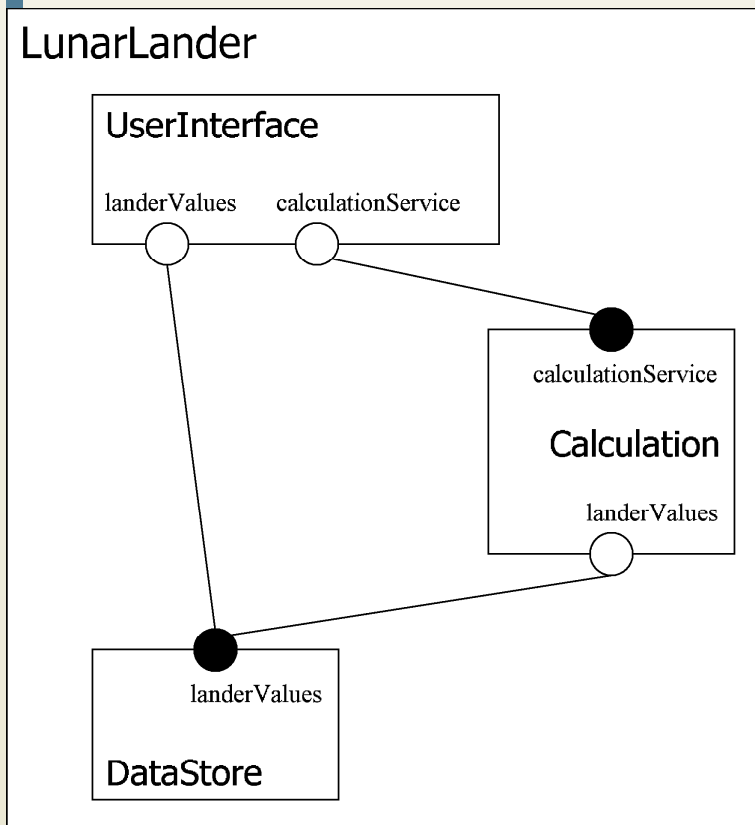 LunarLander
UserInterface
landerValues calculationService
calculationService
Calculation
landerValues
landerValues
DataStore